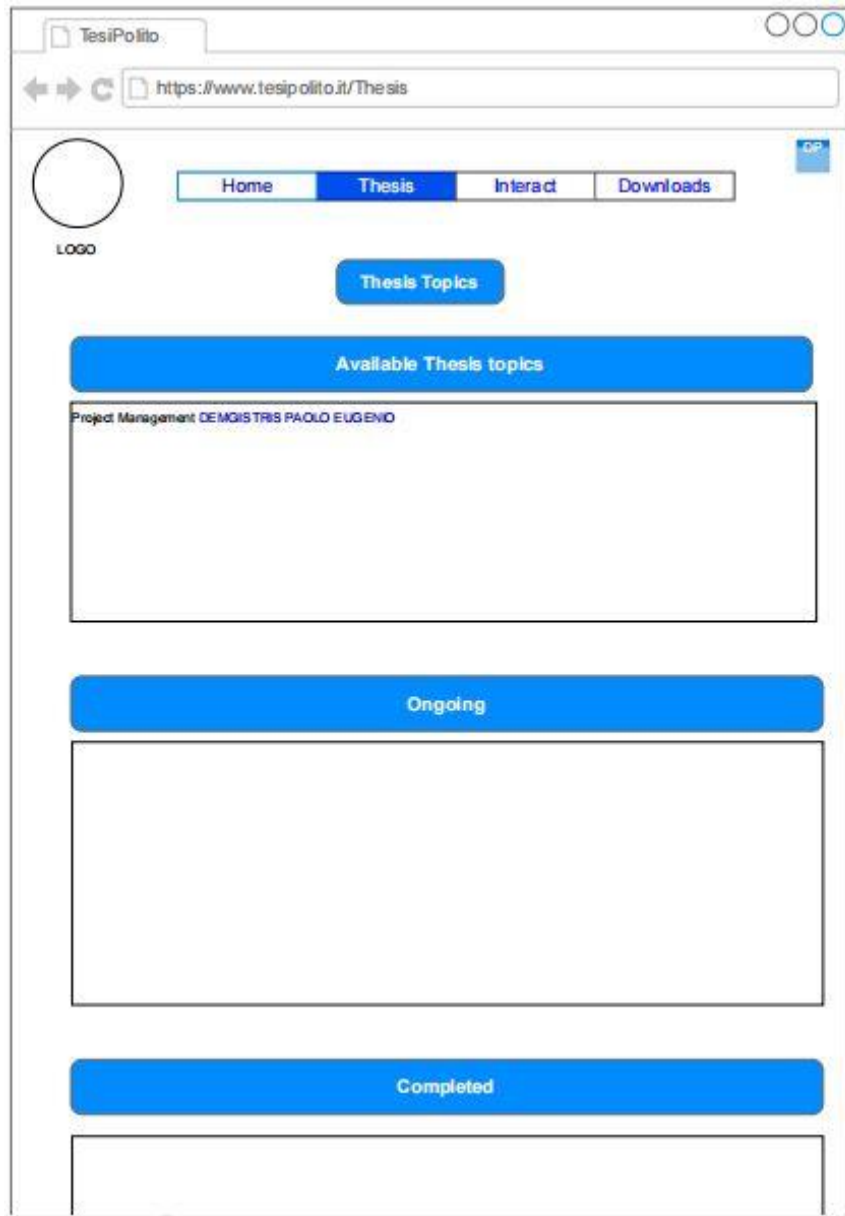 TesiPolito
https://www.tesipolito.it/Thesis
DP
Home Thesis Interact Downloads
LOGO
Thesis Topics
Available Thesis topics
Project Management DEMGISTRIS PAOLO EUGENIO
Ongoing
Completed